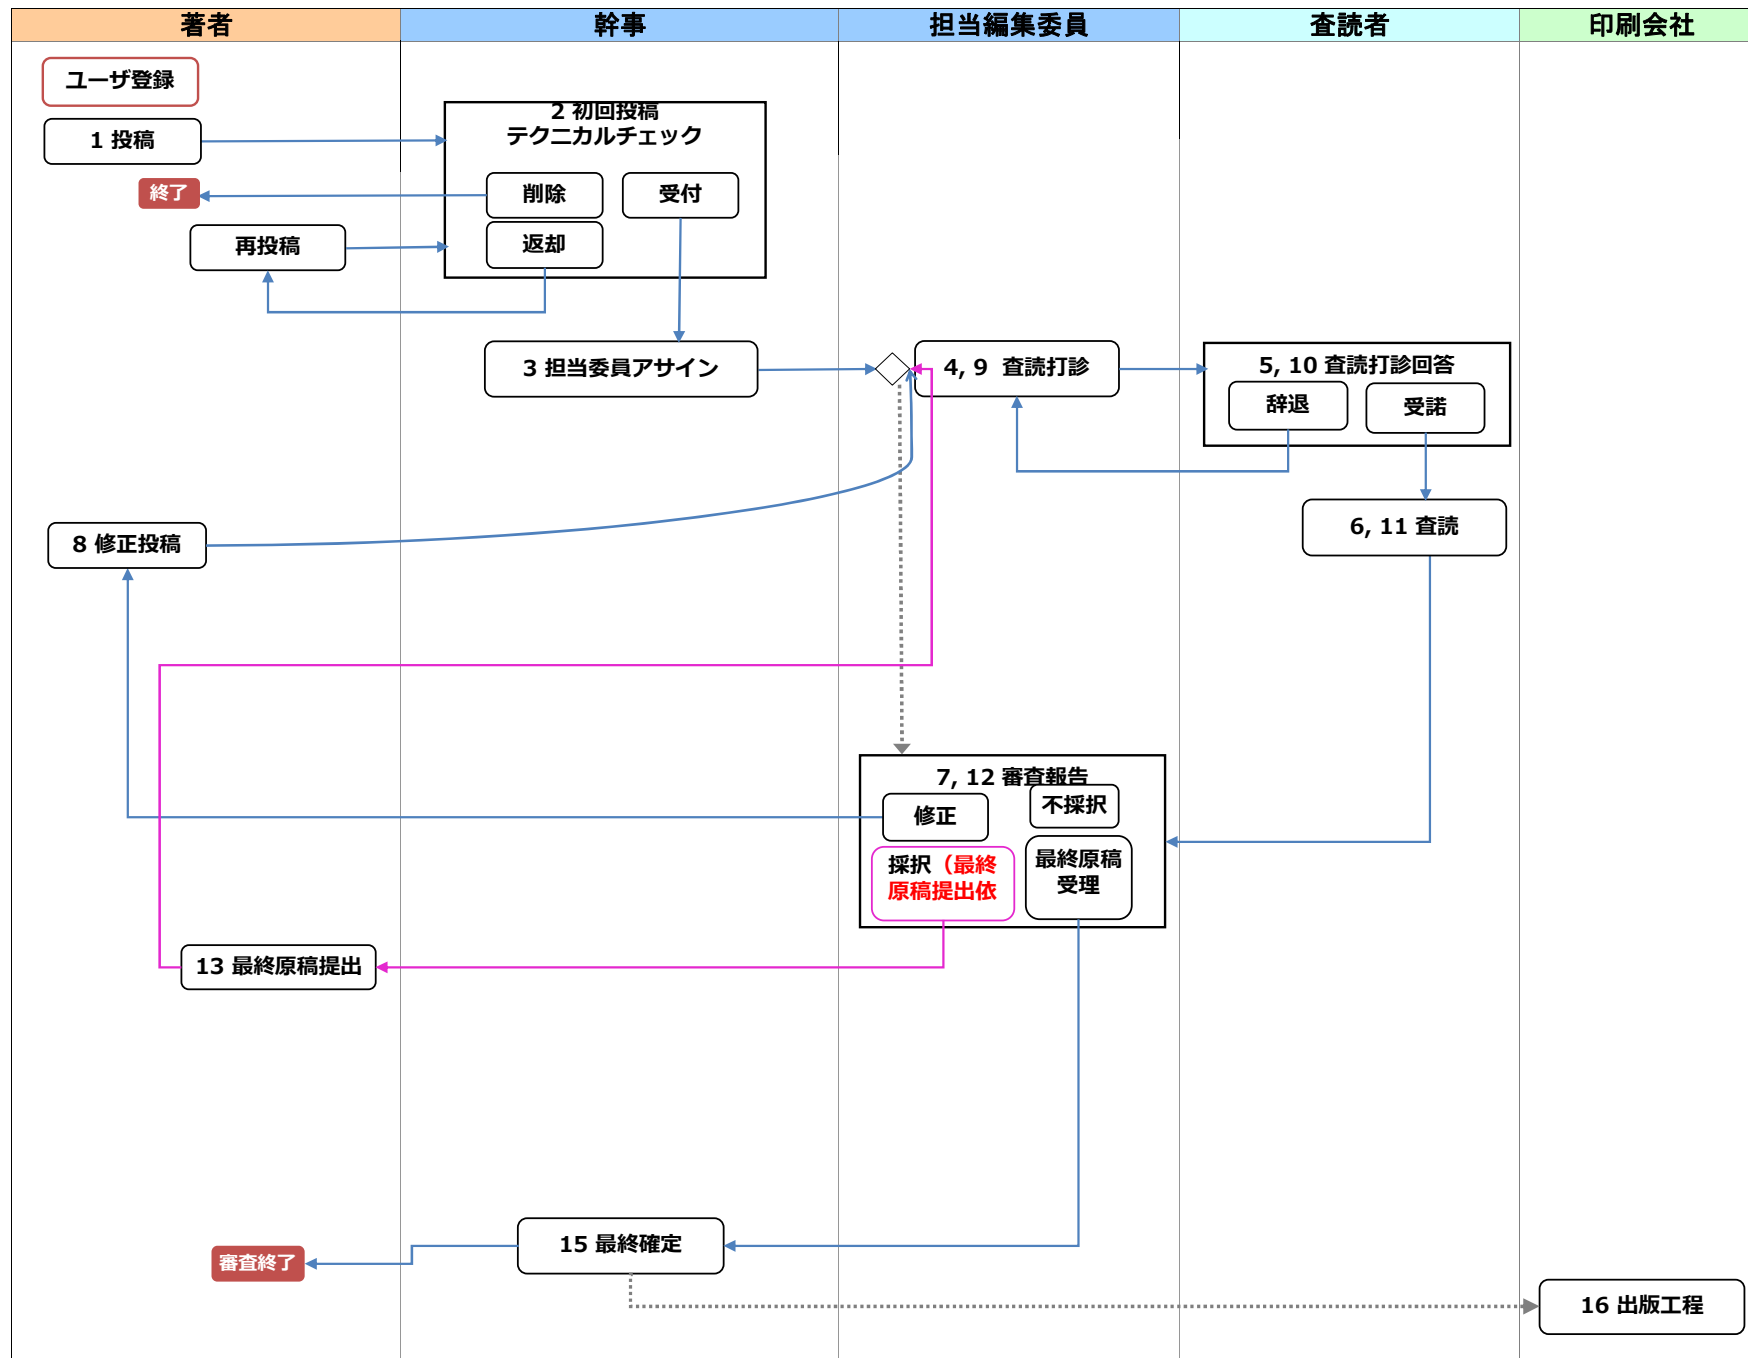 著者
幹事
担当編集委員
査読者
印刷会社
ユーザ登録
1 投稿
2 初回投稿
テクニカルチェック
終了
削除
受付
再投稿
返却
3 担当委員アサイン
4, 9 査読打診
5, 10 査読打診回答
辞退
受諾
8 修正投稿
6, 11 査読
7, 12 審査報告
修正
不採択
採択（最終
原稿提出依
最終原稿
受理
13 最終原稿提出
15 最終確定
審査終了
16 出版工程